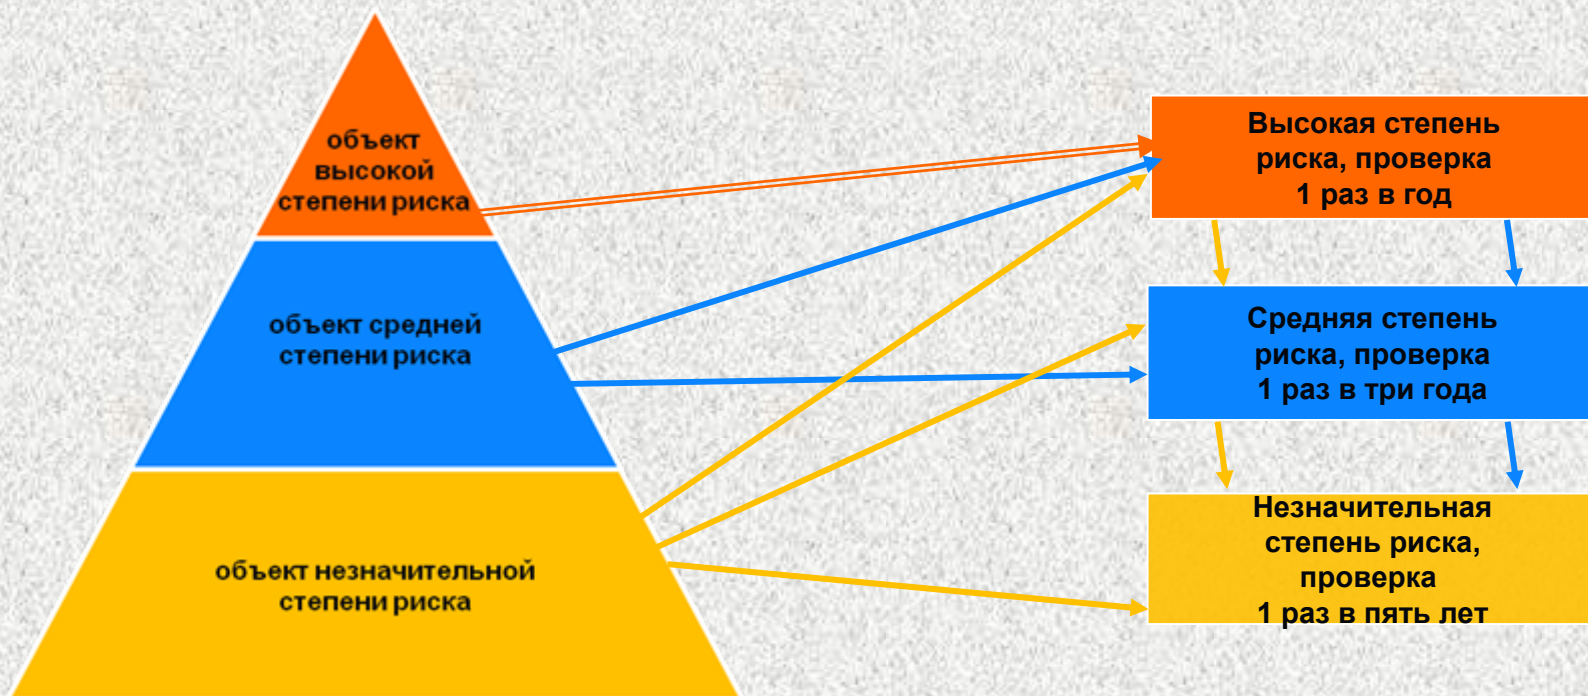 объект
высокой
степени риска
объект средней
степени риска
объект незначительной
степени риска
Высокая степень
риска, проверка
1 раз в год
Средняя степень
риска, проверка
1 раз в три года
Незначительная
степень риска,
проверка
1 раз в пять лет